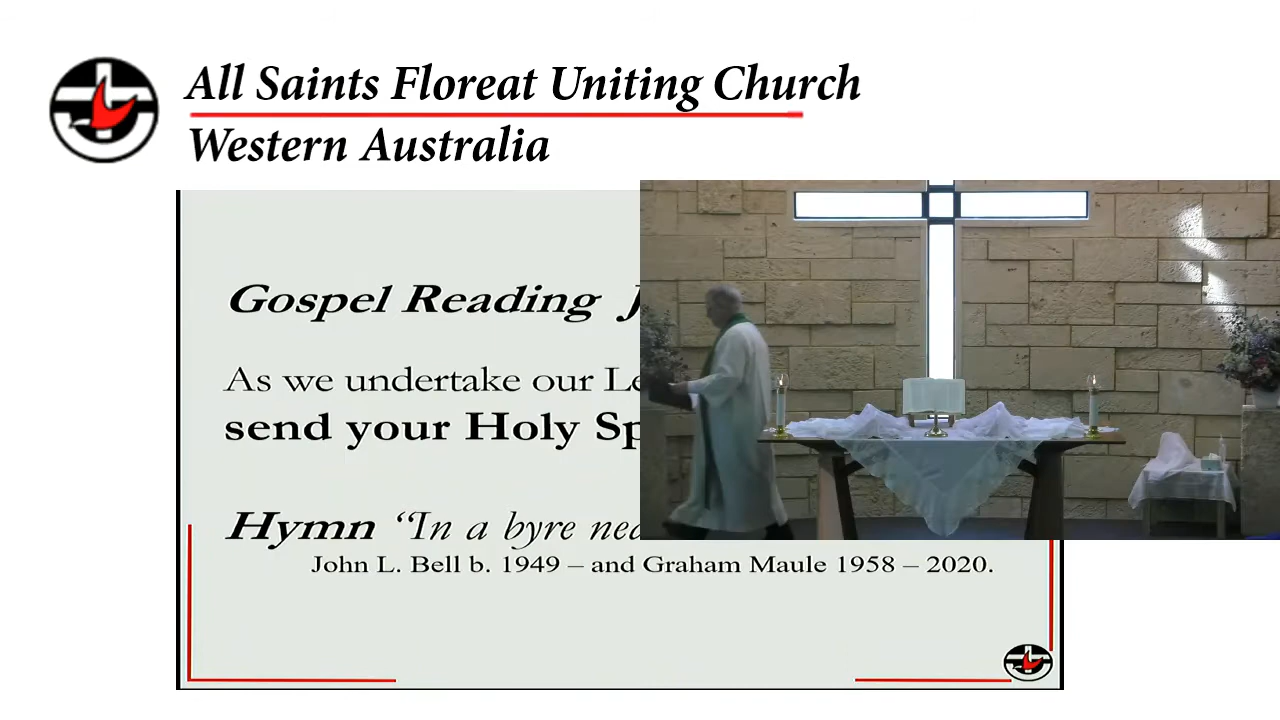 All Saints Floreat Uniting Church
Western Australia
Gospel Reading
As we undertake our
send your Holy
Hymn “In a byre
John L. Bell b. 1949 – and Graham Maule 1958 – 2020.